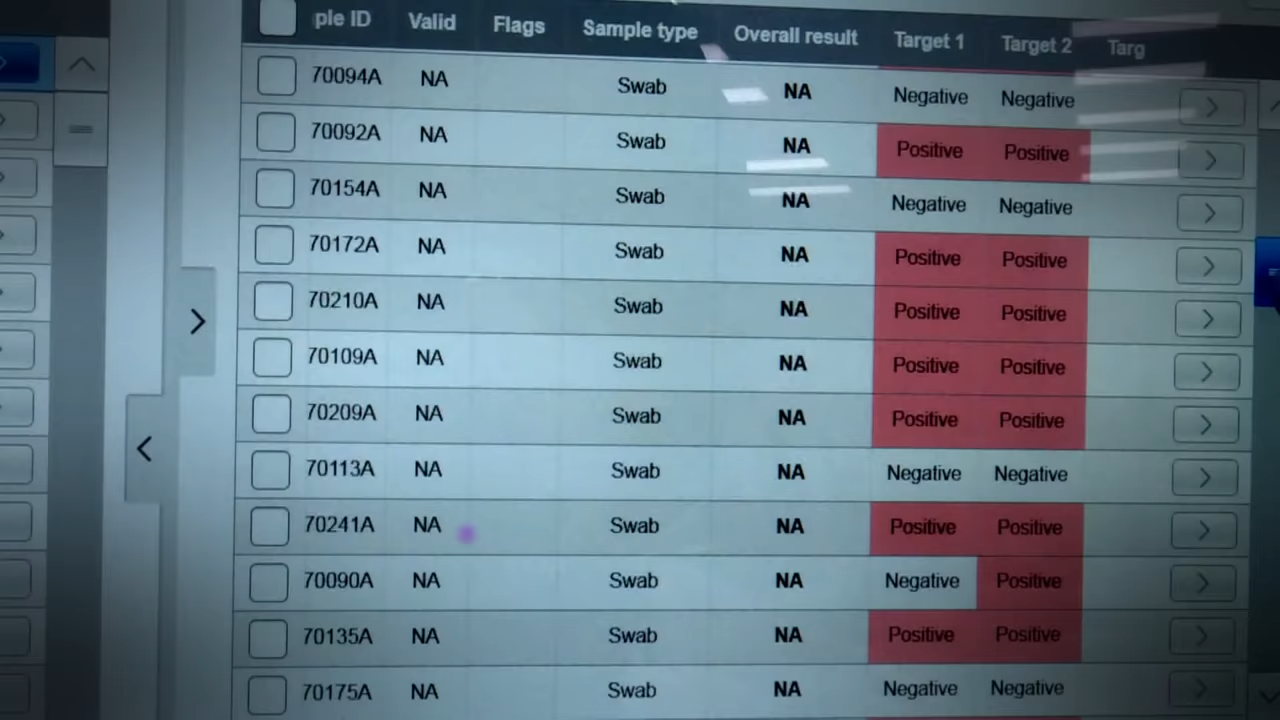 ple ID Valid Flags Sample type Overall result Target 1 Target 2 Targ
70094A NA Swab NA Negative Negative
70092A NA Swab NA Positive Positive
70154A NA Swab NA Negative Negative
70172A NA Swab NA Positive Positive
70210A NA Swab NA Positive Positive
70109A NA Swab NA Positive Positive
70209A NA Swab NA Positive Positive
70113A NA Swab NA Negative Negative
70241A NA Swab NA Positive Positive
70090A NA Swab NA Negative Positive
70135A NA Swab NA Positive Positive
70175A NA Swab NA Negative Negative